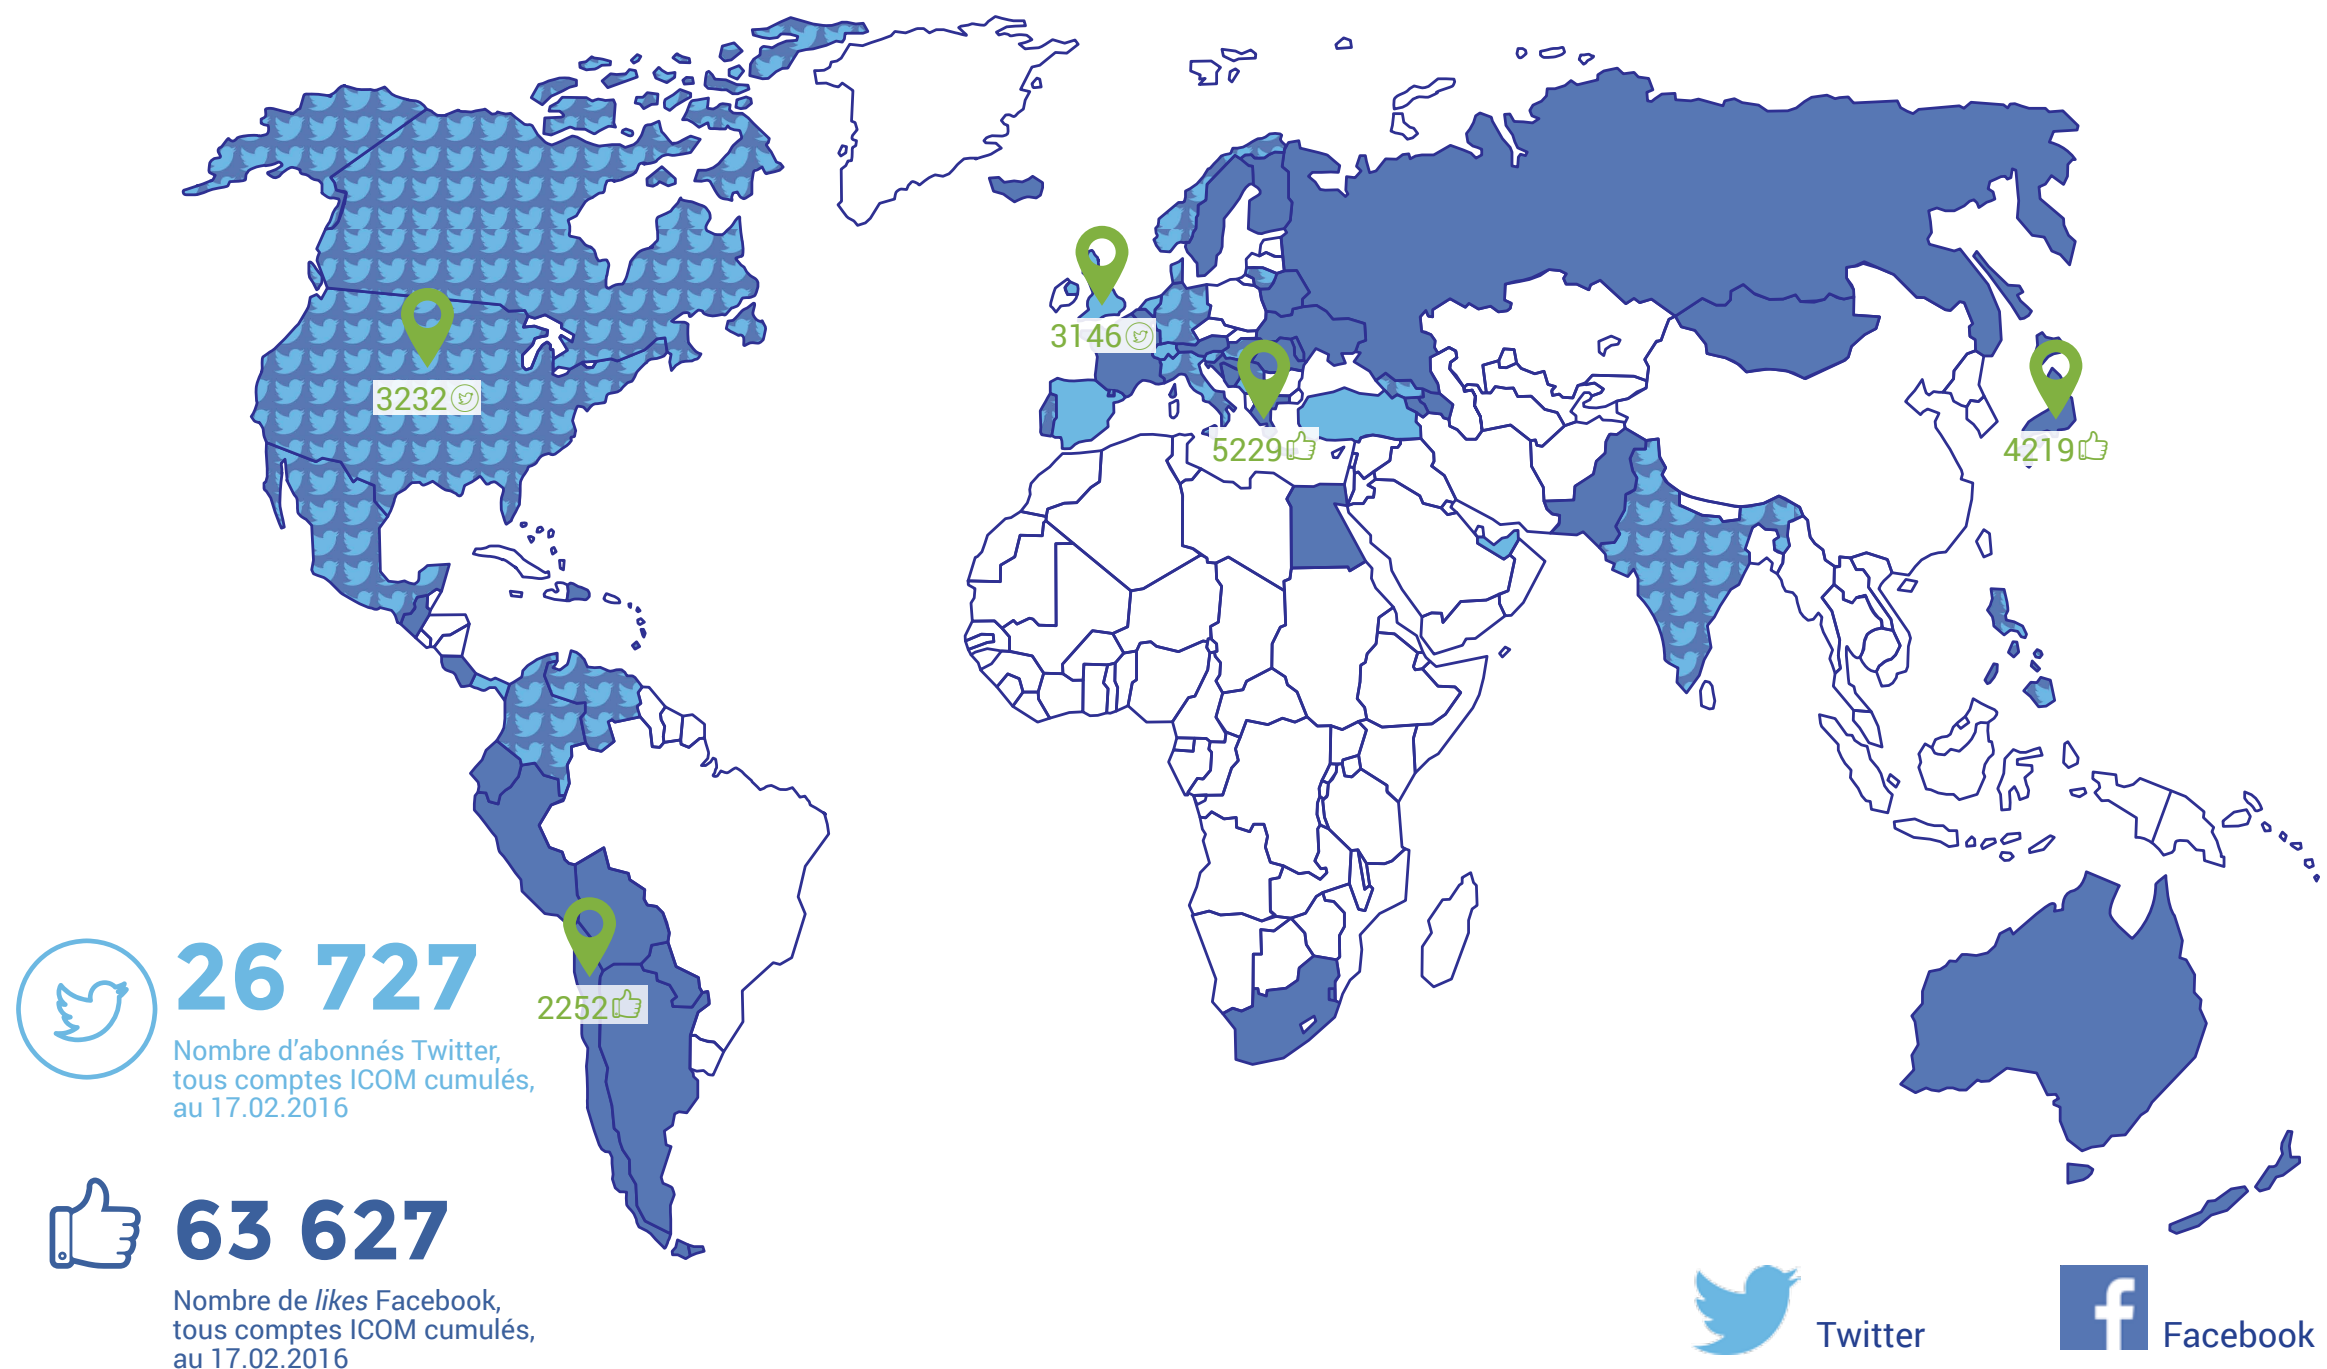 3146
3232
5229
4219
2252
26 727
Nombre d'abonnés Twitter,
tous comptes ICOM cumulés,
au 17.02.2016
63 627
Nombre de likes Facebook,
tous comptes ICOM cumulés,
au 17.02.2016
Twitter
f Facebook